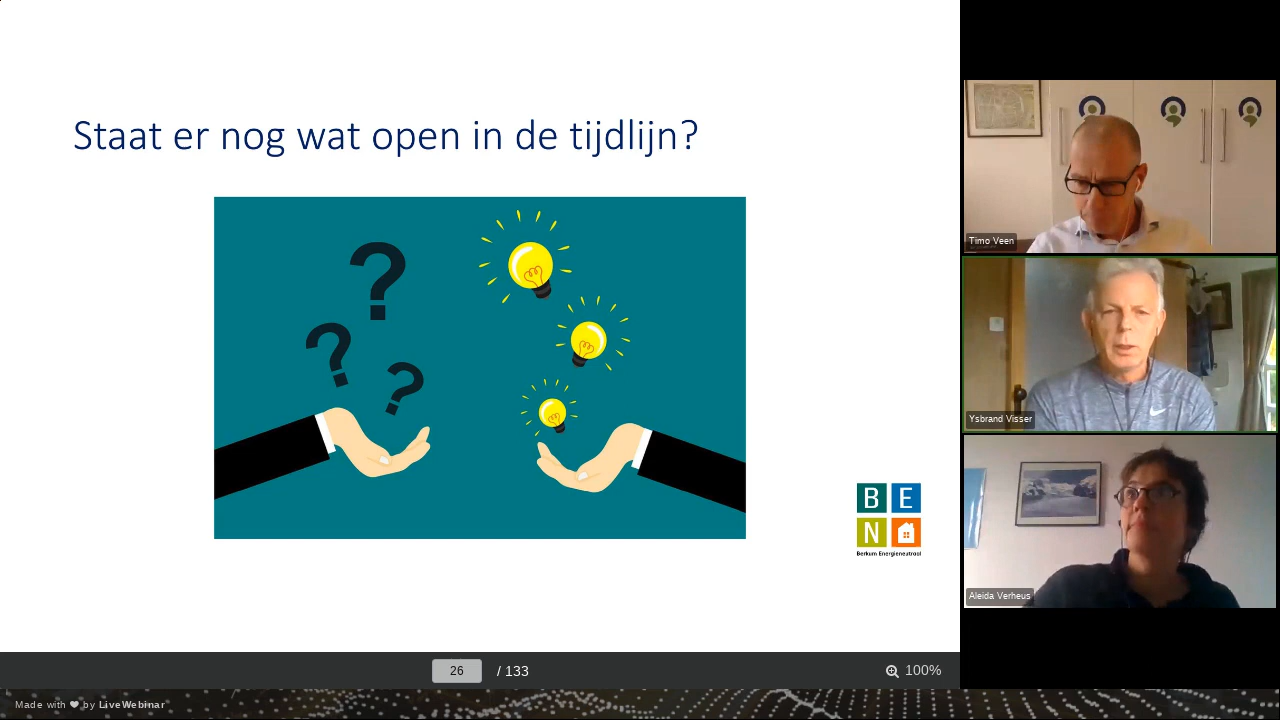 Staat er nog wat open in de tijdlijn?
? ? ?
B E
N
Berkum Energieneutraal
Timo Veen
Ysbrand Visser
Aleida Verheus
26 / 133
100%
Made with ❤ by LiveWebinar